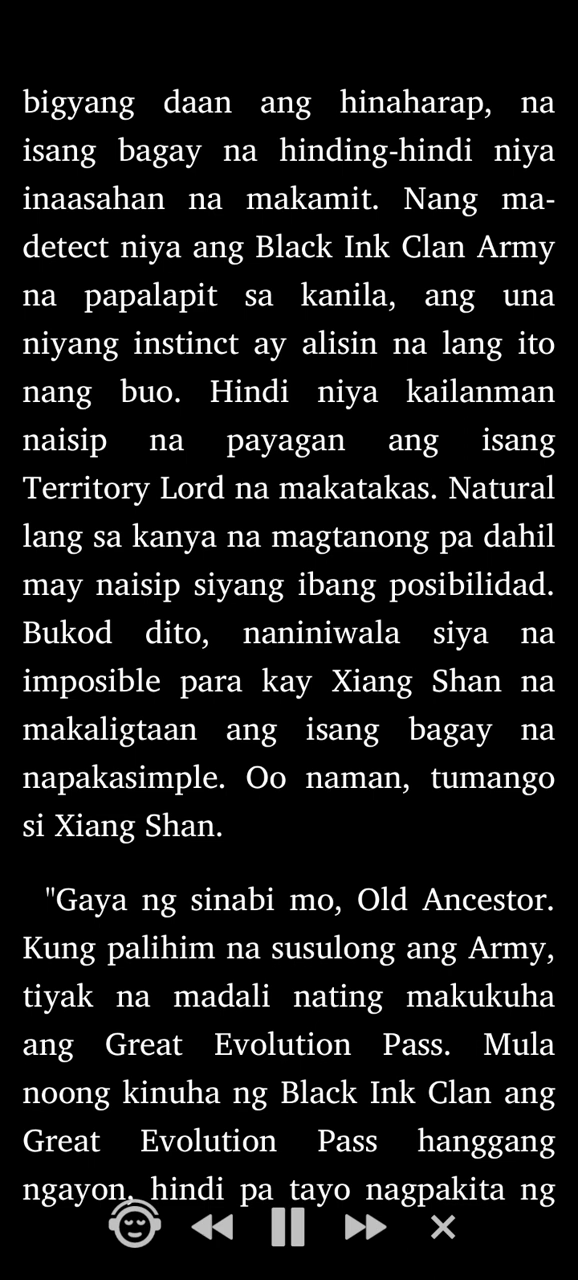 bigyang daan ang hinaharap, na
isang bagay na hinding-hindi niya
inaasahan na makamit. Nang ma-
detect niya ang Black Ink Clan Army
na papalapit sa kanila, ang una
niyang instinct ay alisin na lang ito
nang buo. Hindi niya kailanman
naisip na payagan ang isang
Territory Lord na makatakas. Natural
lang sa kanya na magtanong pa dahil
may naisip siyang ibang posibilidad.
Bukod dito, naniniwala siya na
imposible para kay Xiang Shan na
makaligtaan ang isang bagay na
napakasimple. Oo naman, tumango
si Xiang Shan.
"Gaya ng sinabi mo, Old Ancestor.
Kung palihim na susulong ang Army,
tiyak na madali nating makukuha
ang Great Evolution Pass. Mula
noong kinuha ng Black Ink Clan ang
Great Evolution Pass hanggang
ngayon, hindi pa tayo nagpakita ng